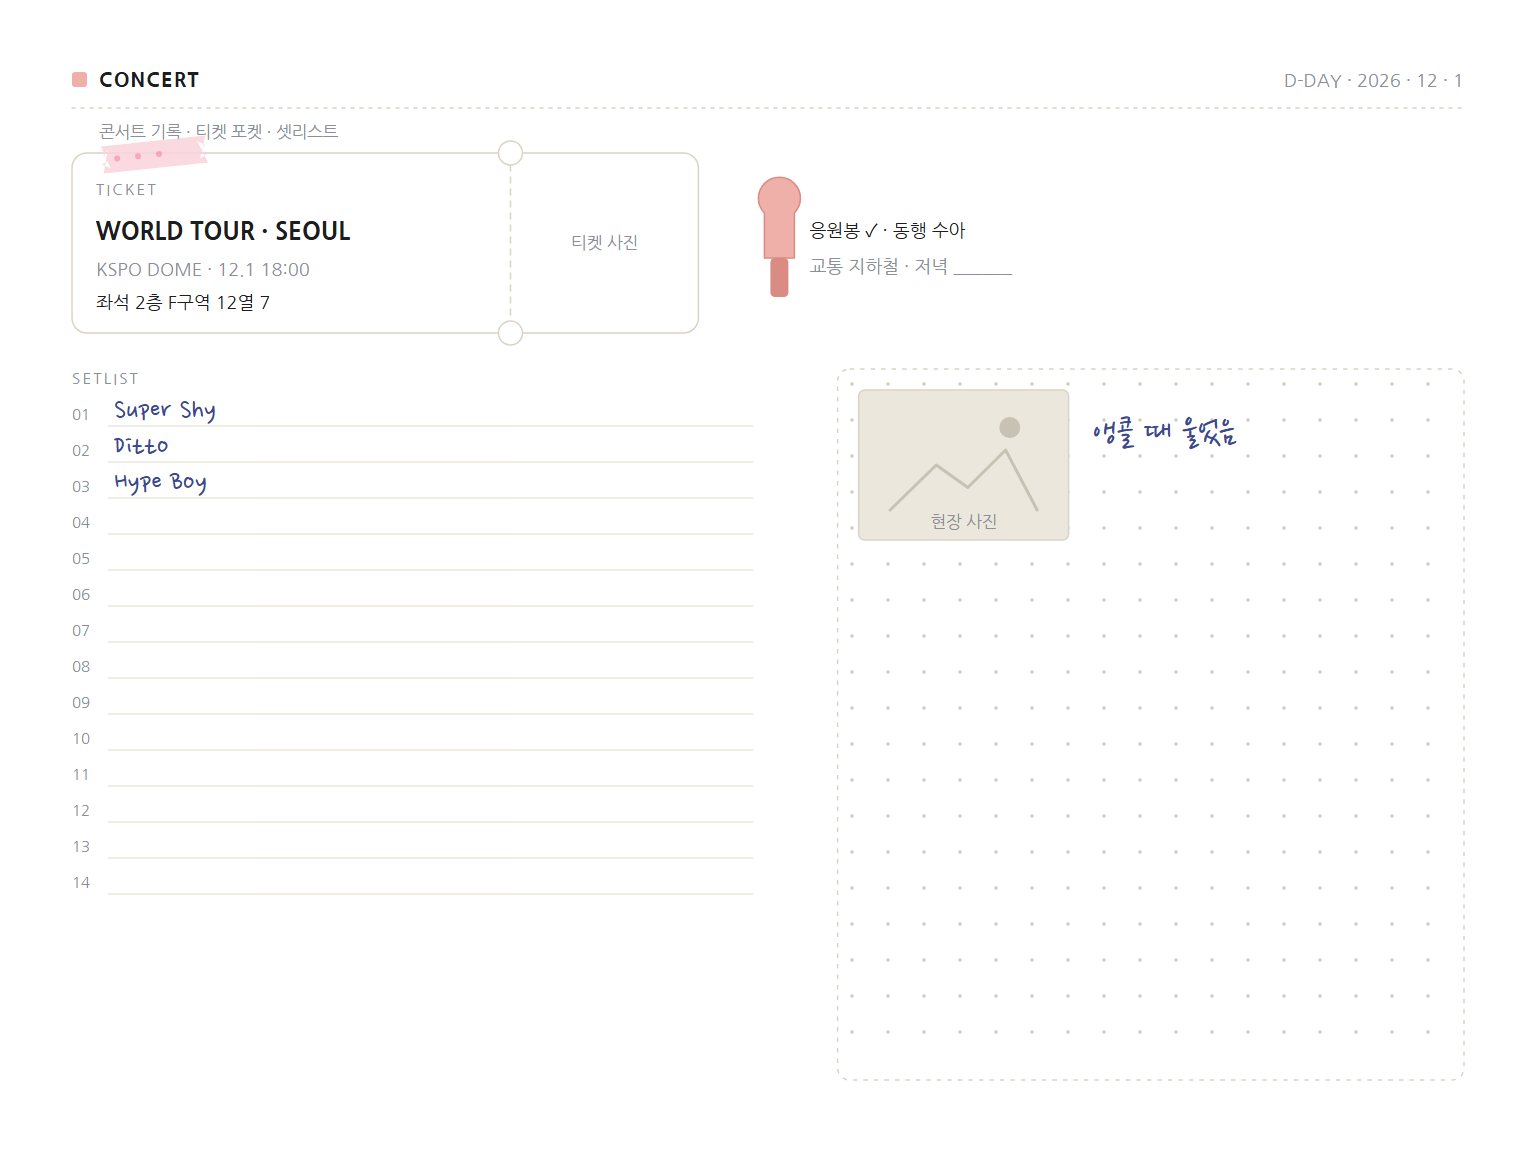 CONCERT
D-DAY · 2026 · 12 · 1
콘서트 기록 · 티켓 포켓 · 셋리스트
TICKET
WORLD TOUR · SEOUL
KSPO DOME · 12.1 18:00
좌석 2층 F구역 12열 7
티켓 사진
응원봉 ✓ · 동행 수아
교통 지하철 · 저녁 ______
SETLIST
01 Super Shy
02 Ditto
03 Hype Boy
04
05
06
07
08
09
10
11
12
13
14
앵콜 때 울었음
현장 사진